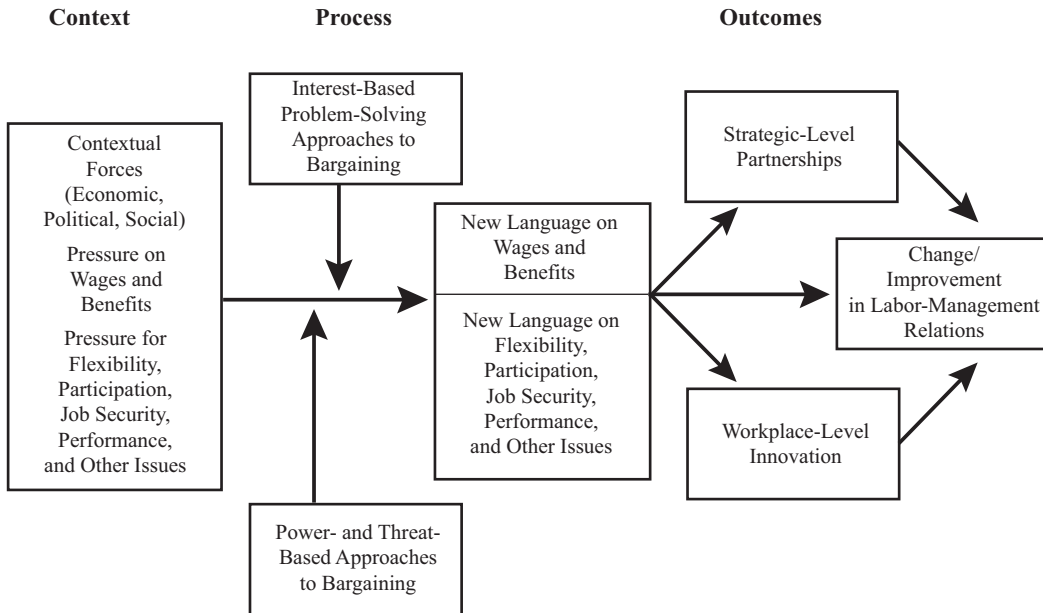 Context
Process
Outcomes
Contextual
Forces
(Economic,
Political, Social)
Pressure on
Wages and
Benefits
Pressure for
Flexibility,
Participation,
Job Security,
Performance,
and Other Issues
Interest-Based
Problem-Solving
Approaches to
Bargaining
Power- and Threat-
Based Approaches
to Bargaining
New Language on
Wages and
Benefits
New Language on
Flexibility,
Participation,
Job Security,
Performance,
and Other Issues
Strategic-Level
Partnerships
Workplace-Level
Innovation
Change/
Improvement
in Labor-Management
Relations